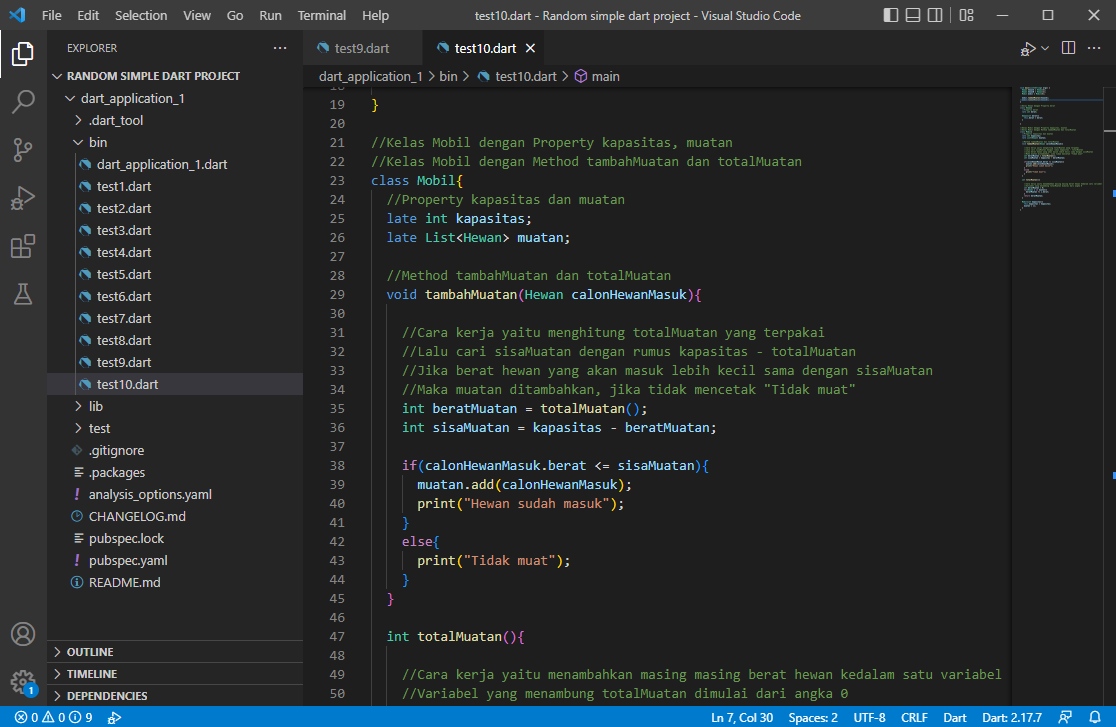 File Edit Selection View Go Run Terminal Help
test10.dart - Random simple dart project - Visual Studio Code
EXPLORER
RANDOM SIMPLE DART PROJECT
dart_application_1
.dart_tool
bin
dart_application_1.dart
test1.dart
test2.dart
test3.dart
test4.dart
test5.dart
test6.dart
test7.dart
test8.dart
test9.dart
test10.dart
lib
test
.gitignore
.packages
analysis_options.yaml
CHANGELOG.md
pubspec.lock
pubspec.yaml
README.md
OUTLINE
TIMELINE
DEPENDENCIES
1
test9.dart test10.dart
dart_application_1 > bin > test10.dart > main
19 }
20
21 //Kelas Mobil dengan Property kapasitas, muatan
22 //Kelas Mobil dengan Method tambahMuatan dan totalMuatan
23 class Mobil{
24 //Property kapasitas dan muatan
25 late int kapasitas;
26 late List<Hewan> muatan;
27
28 //Method tambahMuatan dan totalMuatan
29 void tambahMuatan(Hewan calonHewanMasuk){
30
31 //Cara kerja yaitu menghitung totalMuatan yang terpakai
32 //Lalu cari sisaMuatan dengan rumus kapasitas - totalMuatan
33 //Jika berat hewan yang akan masuk lebih kecil sama dengan sisaMuatan
34 //Maka muatan ditambahkan, jika tidak mencetak "Tidak muat"
35 int beratMuatan = totalMuatan();
36 int sisaMuatan = kapasitas - beratMuatan;
37
38 if(calonHewanMasuk.berat <= sisaMuatan){
39 muatan.add(calonHewanMasuk);
40 print("Hewan sudah masuk");
41 }
42 else{
43 print("Tidak muat");
44 }
45 }
46
47 int totalMuatan(){
48
49 //Cara kerja yaitu menambahkan masing masing berat hewan kedalam satu variabel
50 //Variabel yang menambung totalMuatan dimulai dari angka 0
0 0 9
Ln 7, Col 30 Spaces: 2 UTF-8 CRLF Dart Dart: 2.17.7